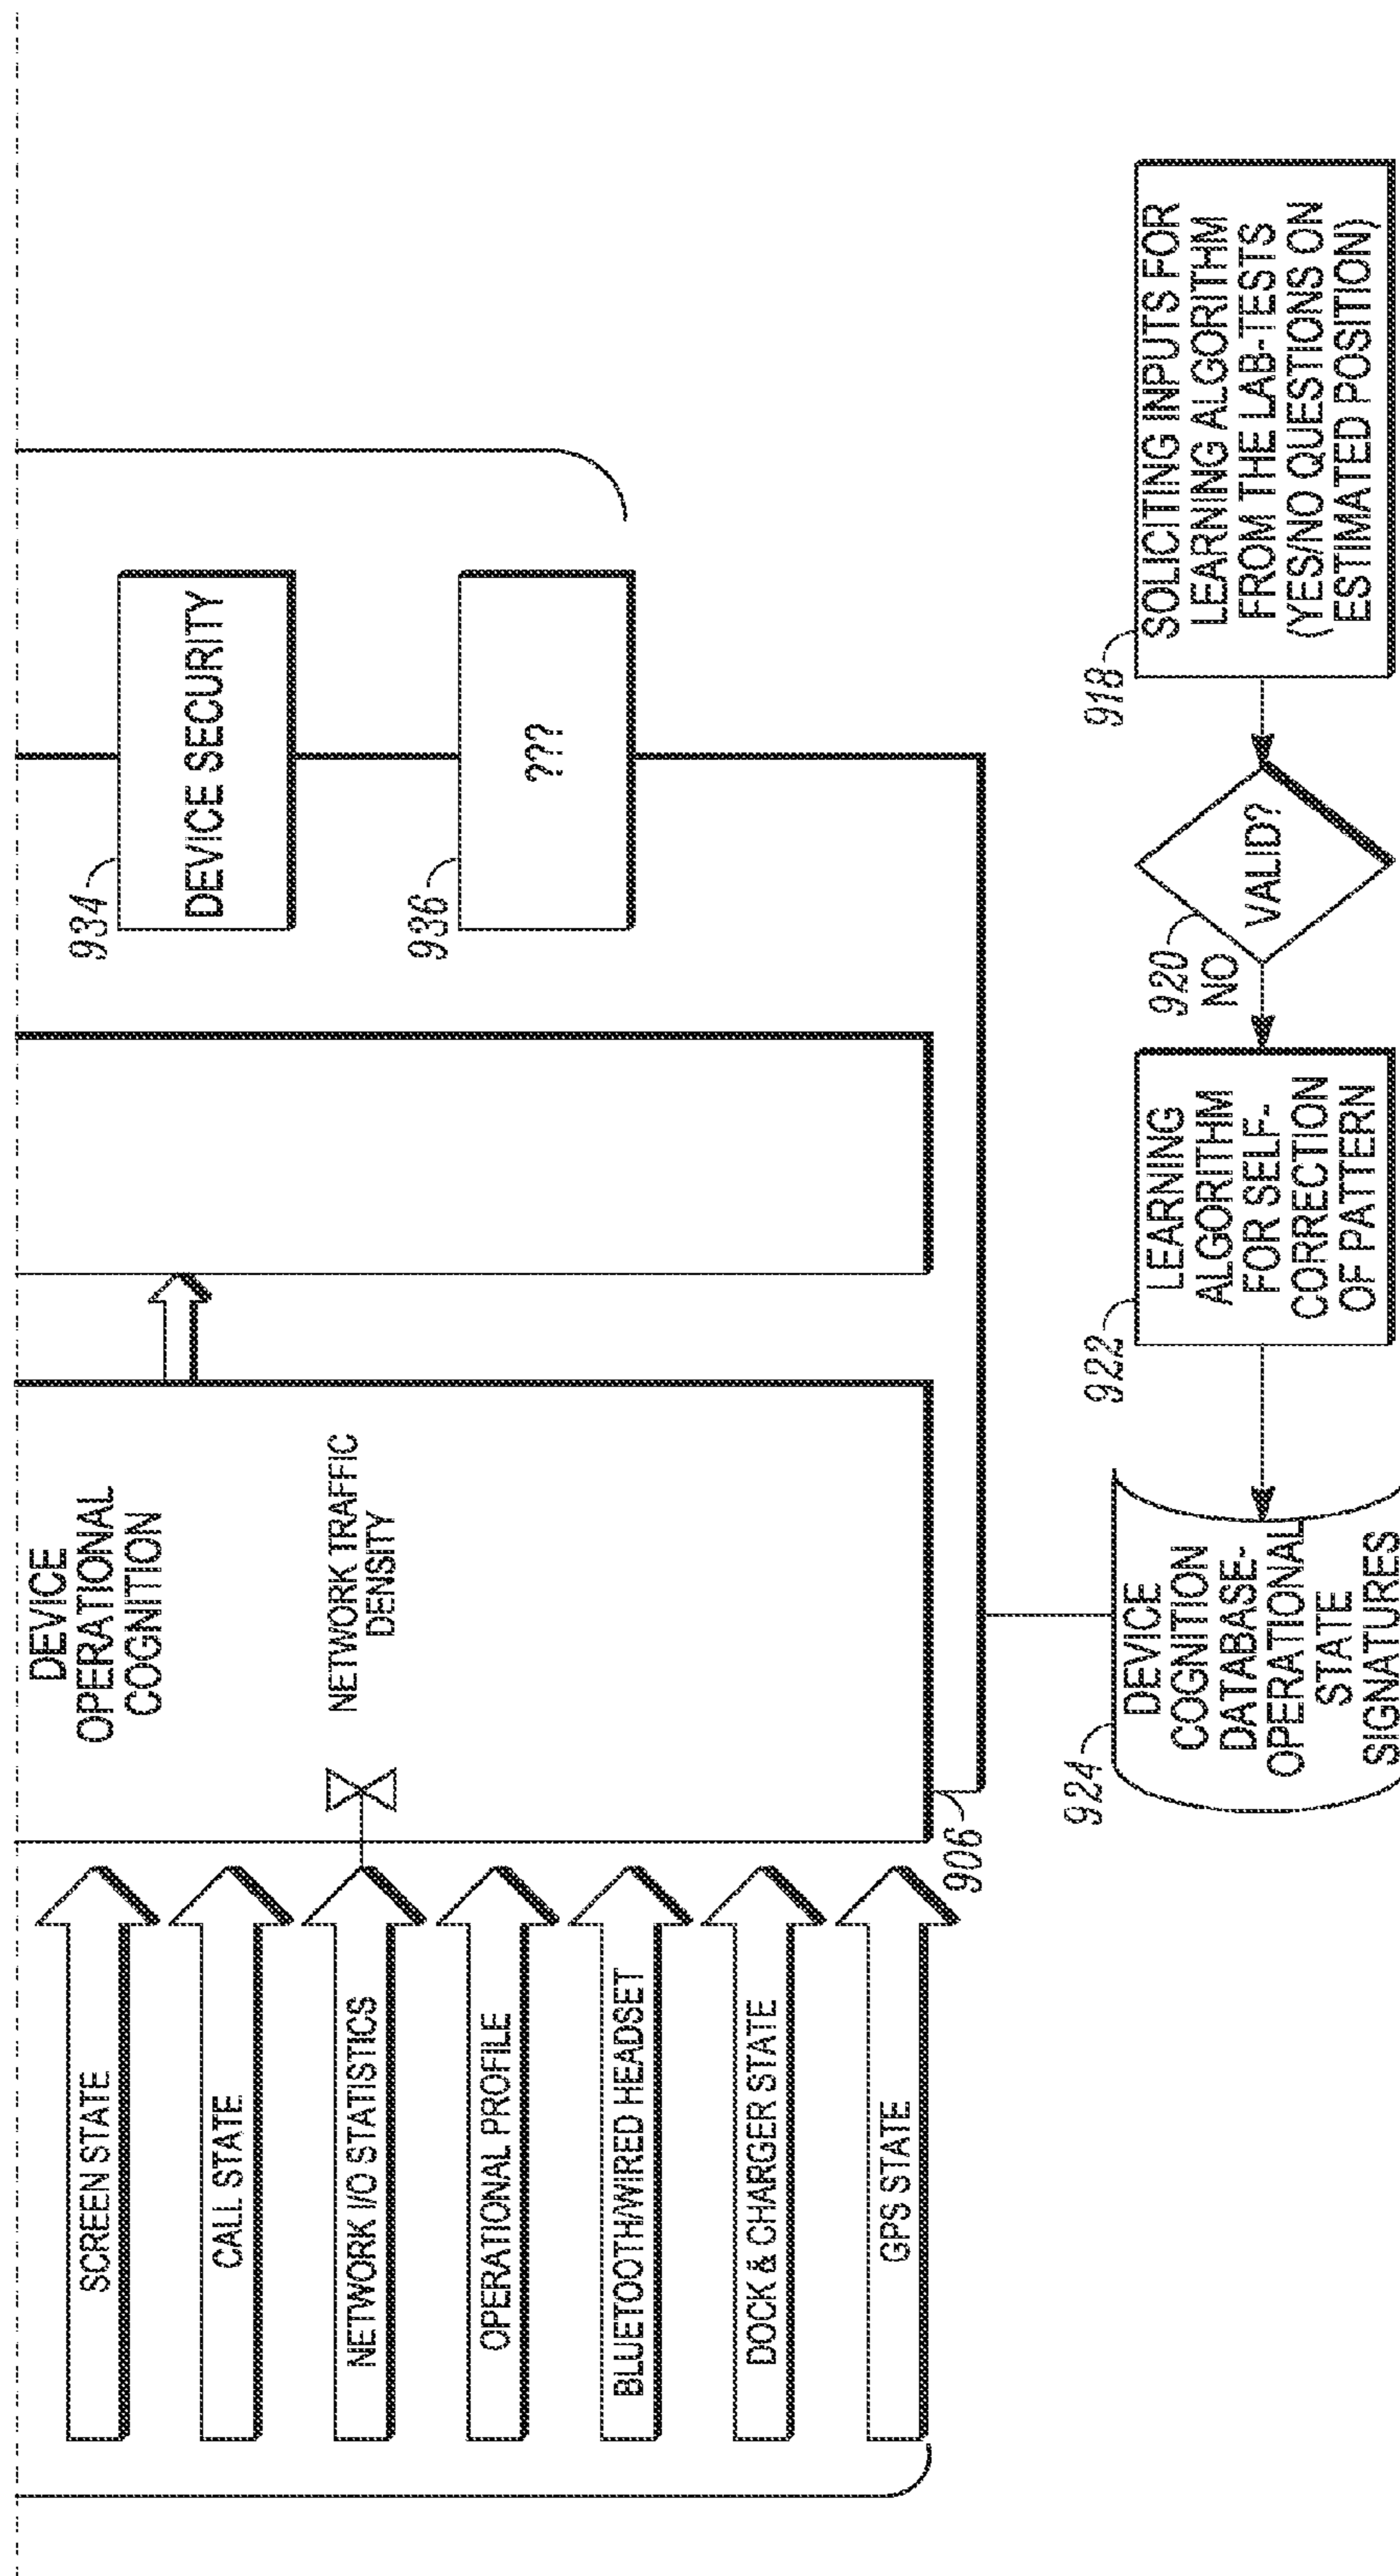 SCREEN STATE
CALL STATE
NETWORK I/O STATISTICS
OPERATIONAL PROFILE
BLUETOOTH/WIRED HEADSET
DOCK & CHARGER STATE
GPS STATE
906
DEVICE
OPERATIONAL
COGNITION
NETWORK TRAFFIC
DENSITY
934
DEVICE SECURITY
936
???
924
DEVICE
COGNITION
DATABASE-
OPERATIONAL
STATE
SIGNATURES
922
LEARNING
ALGORITHM
FOR SELF-
CORRECTION
OF PATTERN
920
NO
VALID?
918
SOLICITING INPUTS FOR
LEARNING ALGORITHM
FROM THE LAB-TESTS
(YES/NO QUESTIONS ON
ESTIMATED POSITION)